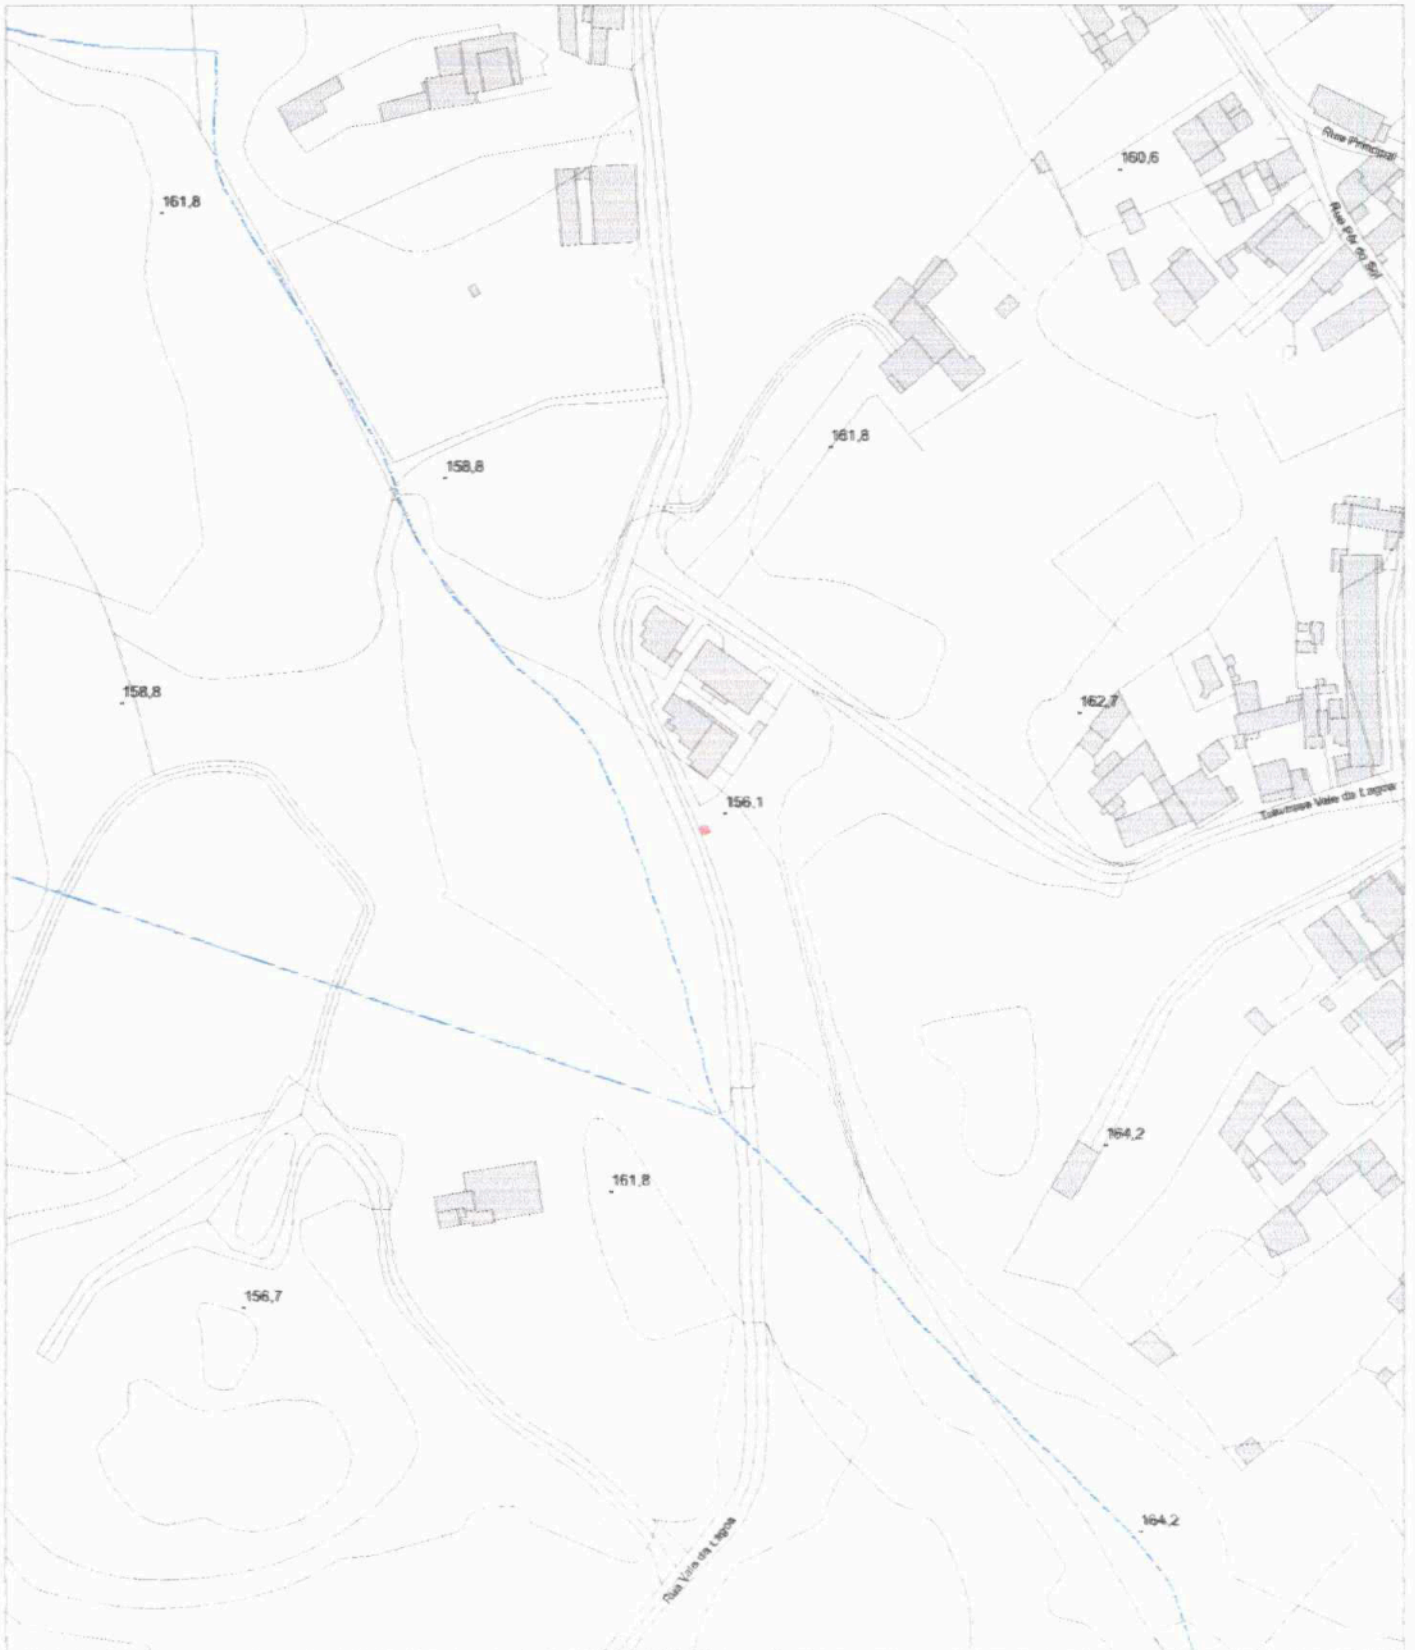 Rua Principal
160,6
161,8
Rua Pôr do Sol
161,8
158,8
158,8
162,7
Travessa Vale da Lagoa
156,1
164,2
161,8
156,7
164,2
Rua Vale da Lagoa